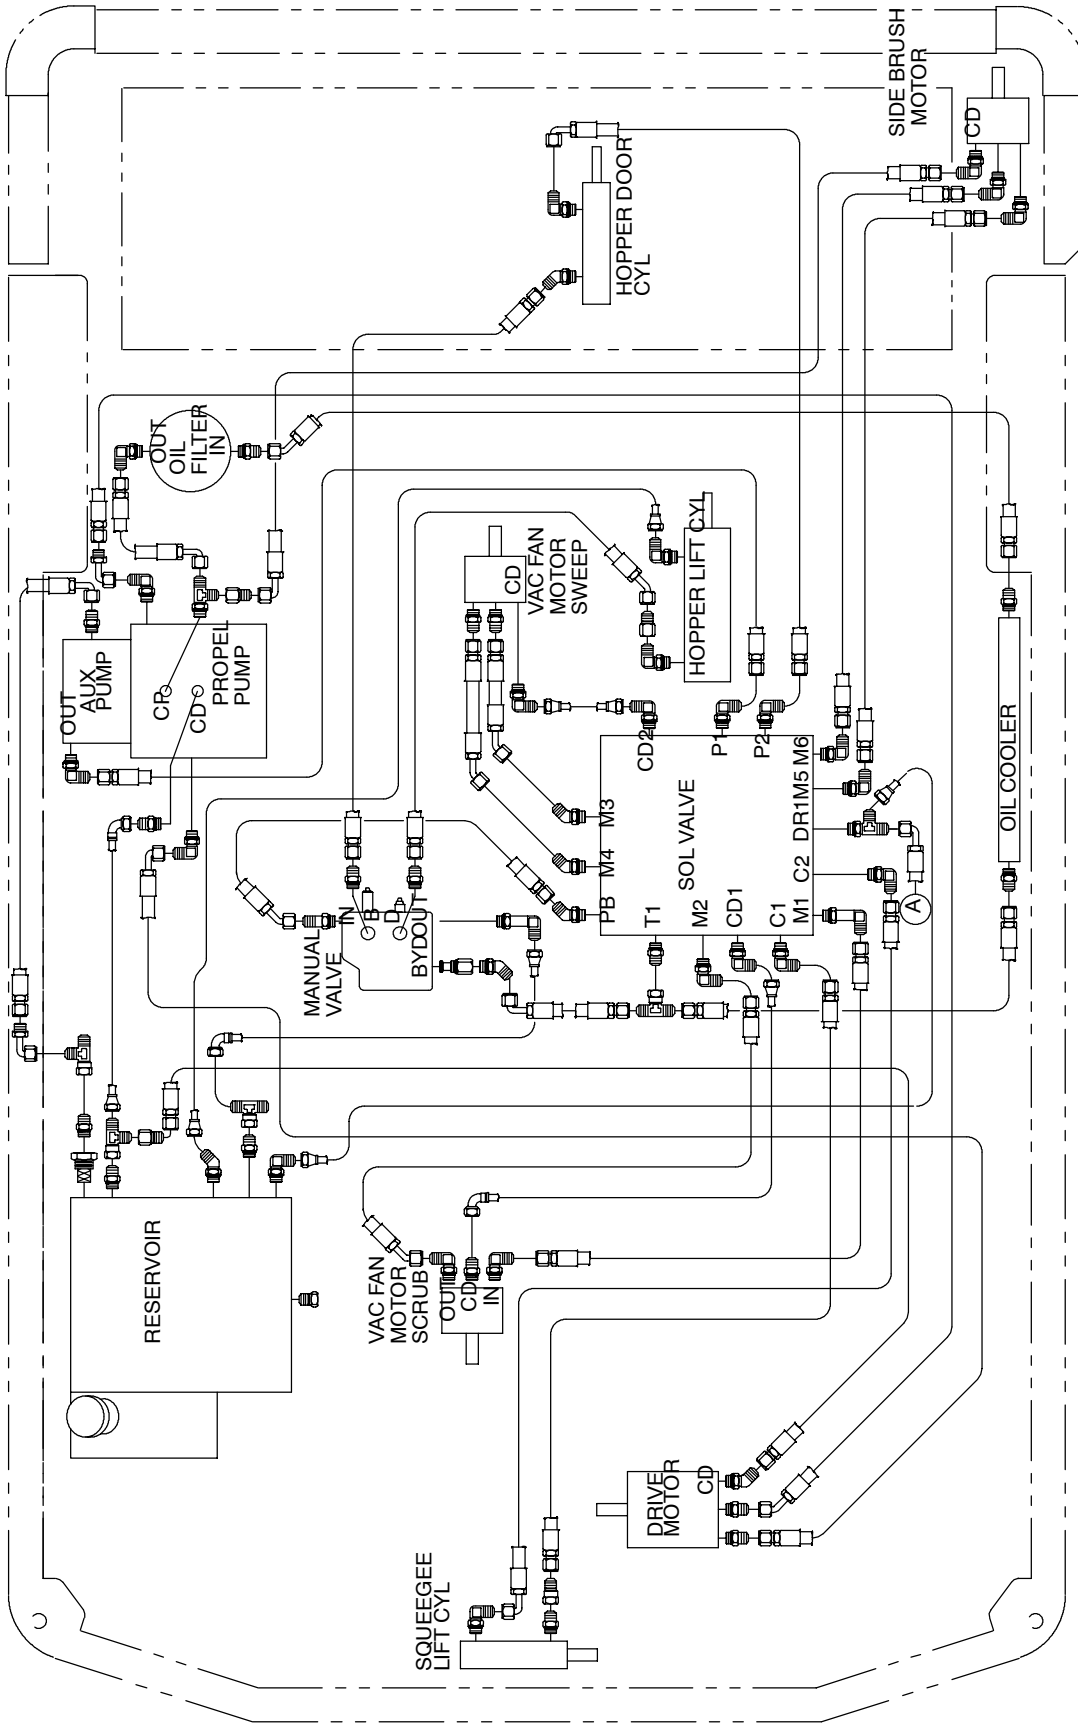 SIDE BRUSH
MOTOR
CD
HOPPER DOOR
CYL
OUT
OIL
FILTER
IN
OUT
AUX
PUMP
CP
CD
PROPEL
PUMP
CD
VAC FAN
MOTOR
SWEEP
HOPPER LIFT CYL
MANUAL
VALVE
IN
B
D
OUT
BYD
CD2
P1
P2
M3
M4
PB
SOL VALVE
M6
M5
DR1
C2
M1
T1
M2
CD1
C1
A
OIL COOLER
RESERVOIR
VAC FAN
MOTOR
SCRUB
OUT
CD
IN
DRIVE
MOTOR
CD
SQUEEGEE
LIFT CYL